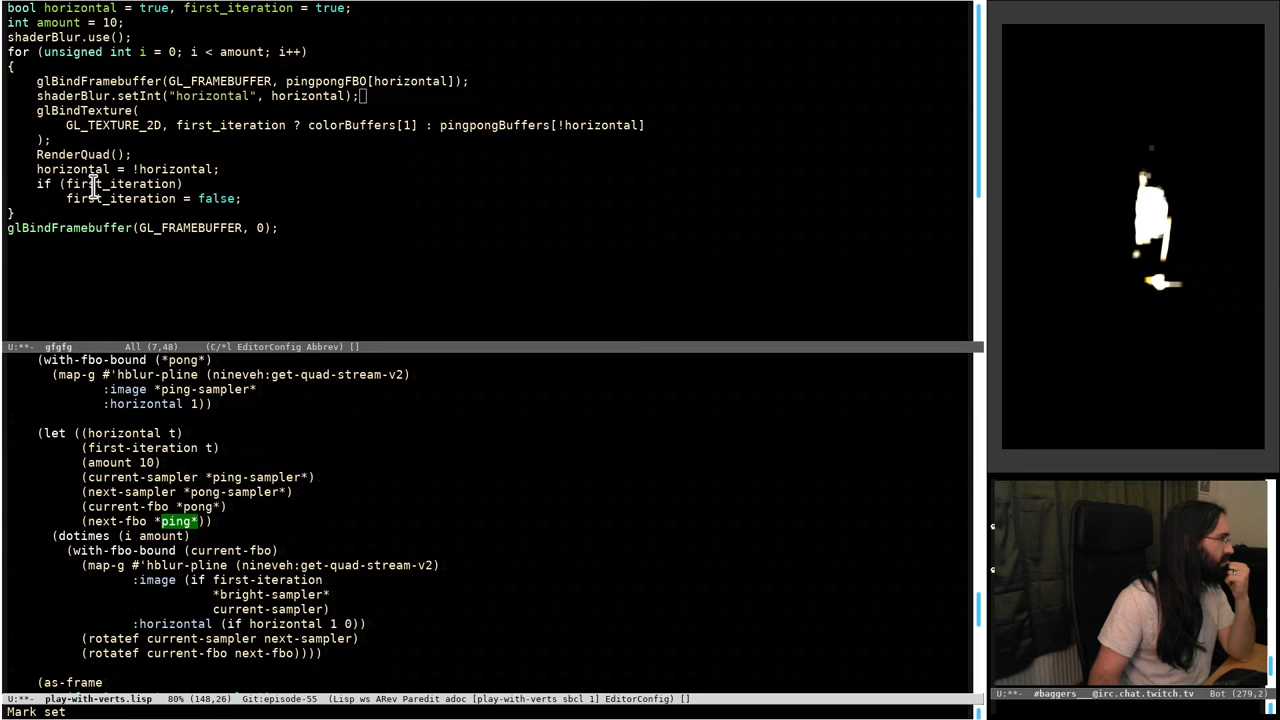 bool horizontal = true, first_iteration = true;
int amount = 10;
shaderBlur.use();
for (unsigned int i = 0; i < amount; i++)
{
    glBindFramebuffer(GL_FRAMEBUFFER, pingpongFBO[horizontal]);
    shaderBlur.setInt("horizontal", horizontal);
    glBindTexture(
        GL_TEXTURE_2D, first_iteration ? colorBuffers[1] : pingpongBuffers[!horizontal]
    );
    RenderQuad();
    horizontal = !horizontal;
    if (first_iteration)
        first_iteration = false;
}
glBindFramebuffer(GL_FRAMEBUFFER, 0);
U:**-  gfgfg          All (7,48)     (C/*l EditorConfig Abbrev) []
    (with-fbo-bound (*pong*)
      (map-g #'hblur-pline (nineveh:get-quad-stream-v2)
             :image *ping-sampler*
             :horizontal 1))
    (let ((horizontal t)
          (first-iteration t)
          (amount 10)
          (current-sampler *ping-sampler*)
          (next-sampler *pong-sampler*)
          (current-fbo *pong*)
          (next-fbo *ping*))
      (dotimes (i amount)
        (with-fbo-bound (current-fbo)
          (map-g #'hblur-pline (nineveh:get-quad-stream-v2)
                 :image (if first-iteration
                            *bright-sampler*
                            current-sampler)
                 :horizontal (if horizontal 1 0))
          (rotatef current-sampler next-sampler)
          (rotatef current-fbo next-fbo))))
    (as-frame
U:**-  play-with-verts.lisp   80% (148,26)   Git:episode-55  (Lisp ws ARev Paredit adoc [play-with-verts sbcl 1] EditorConfig) []
U:**-  #baggers___@irc.chat.twitch.tv   Bot (279,2)
Mark set